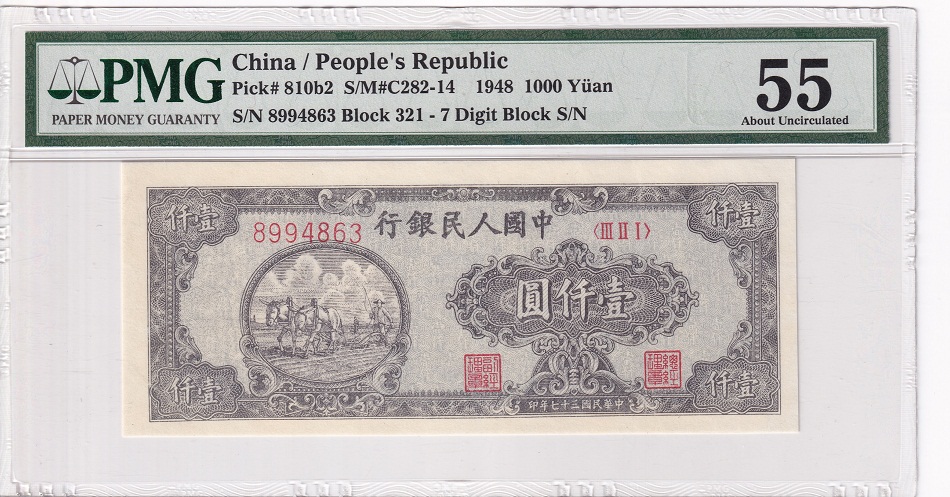 PMG
PAPER MONEY GUARANTY
China / People's Republic
Pick# 810b2 S/M#C282-14 1948 1000 Yüan
S/N 8994863 Block 321 - 7 Digit Block S/N
55
About Uncirculated
仟壹
仟壹
行銀民人國中
8994863
〈III II I〉
圓仟壹
仟壹
仟壹
印年七十三國民華中